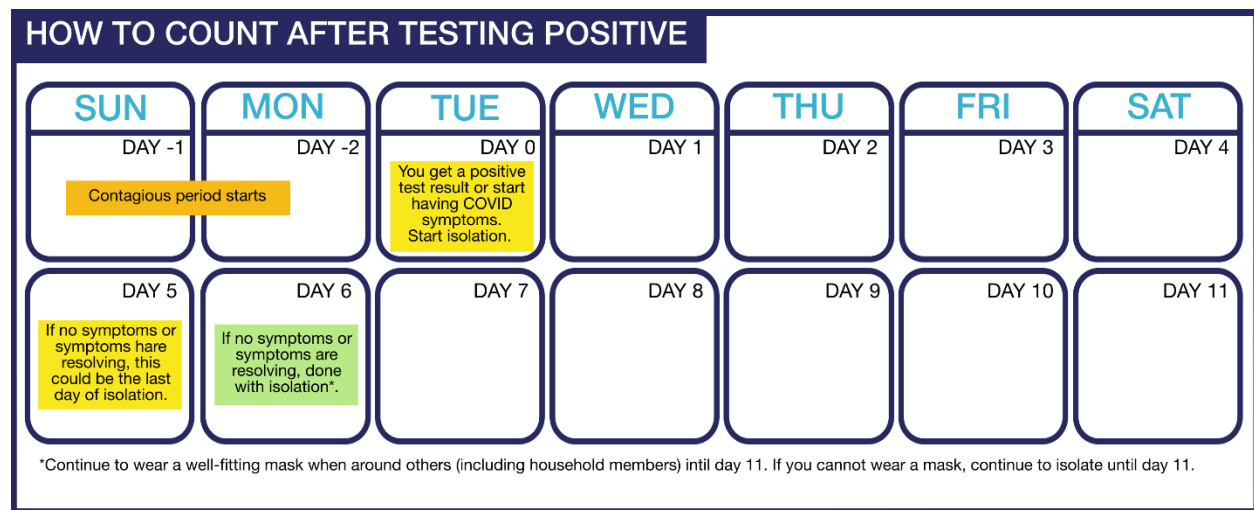 HOW TO COUNT AFTER TESTING POSITIVE
SUN
MON
TUE
WED
THU
FRI
SAT
DAY -1
DAY -2
DAY 0
DAY 1
DAY 2
DAY 3
DAY 4
Contagious period starts
You get a positive
test result or start
having COVID
symptoms.
Start isolation.
DAY 5
DAY 6
DAY 7
DAY 8
DAY 9
DAY 10
DAY 11
If no symptoms or
symptoms hare
resolving, this
could be the last
day of isolation.
If no symptoms or
symptoms are
resolving, done
with isolation*.
*Continue to wear a well-fitting mask when around others (including household members) intil day 11. If you cannot wear a mask, continue to isolate until day 11.